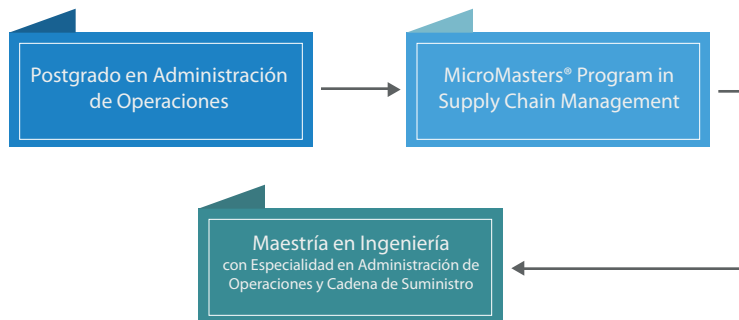 Postgrado en Administración
de Operaciones
MicroMasters® Program in
Supply Chain Management
Maestría en Ingeniería
con Especialidad en Administración de
Operaciones y Cadena de Suministro